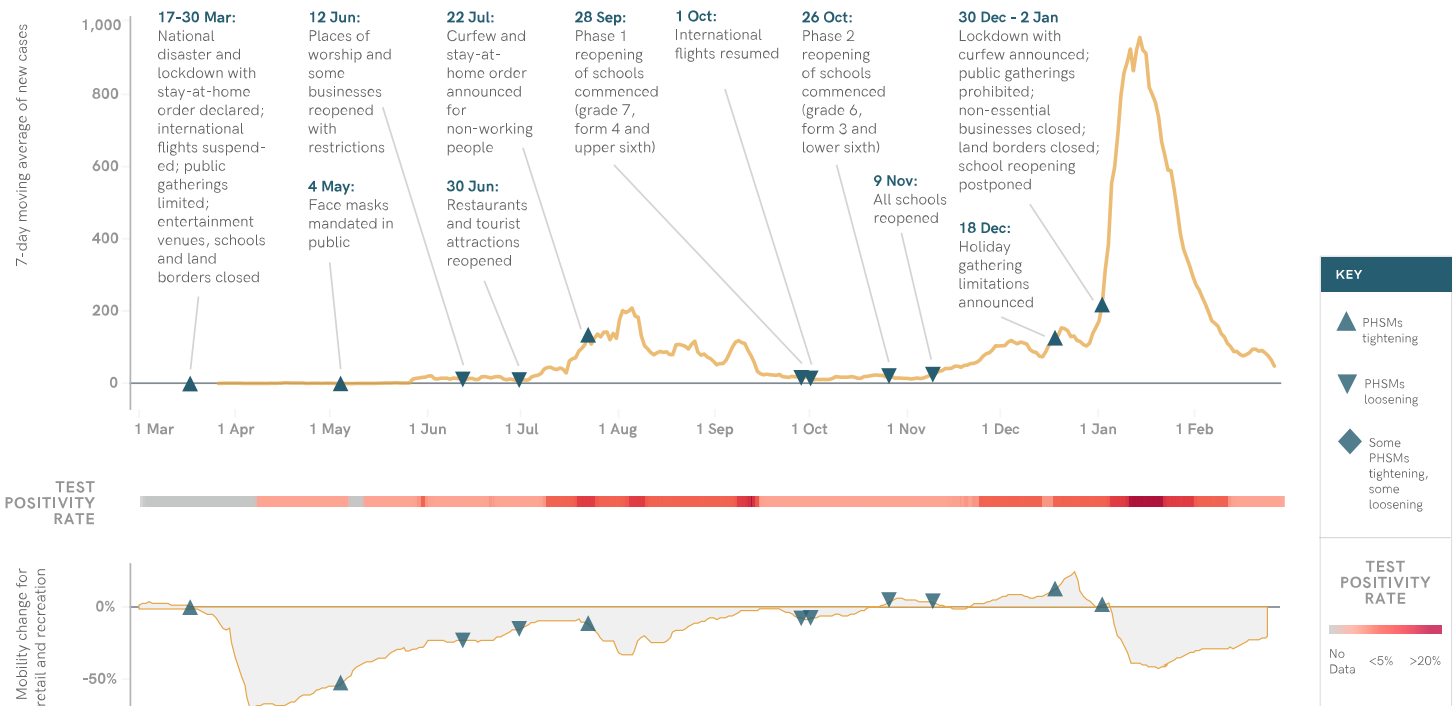 7-day moving average of new cases
1,000
800
600
400
200
0
17-30 Mar:
National
disaster and
lockdown with
stay-at-home
order declared;
international
flights suspend-
ed; public
gatherings
limited;
entertainment
venues, schools
and land
borders closed
12 Jun:
Places of
worship and
some
businesses
reopened
with
restrictions
4 May:
Face masks
mandated in
public
22 Jul:
Curfew and
stay-at-
home order
announced
for
non-working
people
30 Jun:
Restaurants
and tourist
attractions
reopened
28 Sep:
Phase 1
reopening
of schools
commenced
(grade 7,
form 4 and
upper sixth)
1 Oct:
International
flights resumed
26 Oct:
Phase 2
reopening
of schools
commenced
(grade 6,
form 3 and
lower sixth)
9 Nov:
All schools
reopened
30 Dec - 2 Jan
Lockdown with
curfew announced;
public gatherings
prohibited;
non-essential
businesses closed;
land borders closed;
school reopening
postponed
18 Dec:
Holiday
gathering
limitations
announced
1 Mar
1 Apr
1 May
1 Jun
1 Jul
1 Aug
1 Sep
1 Oct
1 Nov
1 Dec
1 Jan
1 Feb
TEST
POSITIVITY
RATE
Mobility change for
retail and recreation
0%
-50%
KEY
PHSMs
tightening
PHSMs
loosening
Some
PHSMs
tightening,
some
loosening
TEST
POSITIVITY
RATE
No
Data
<5%
>20%